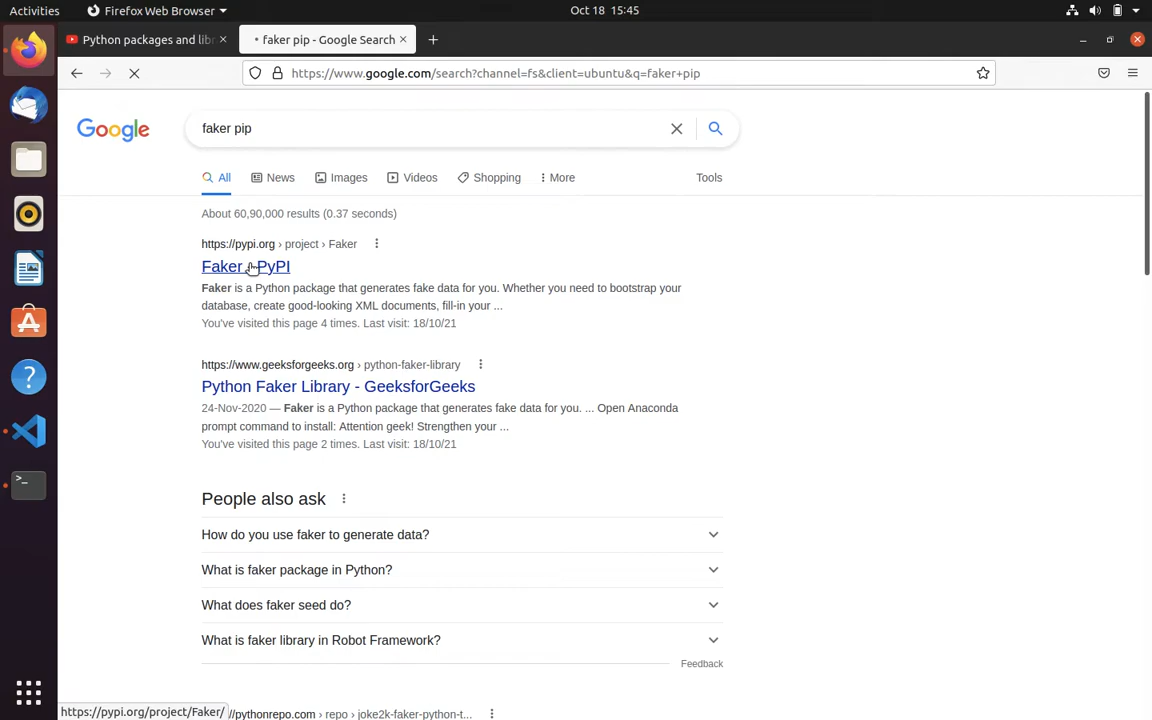 Activities
Firefox Web Browser
Oct 18 15:45
Python packages and libr
faker pip - Google Search
https://www.google.com/search?channel=fs&client=ubuntu&q=faker+pip
Google
faker pip
All
News
Images
Videos
Shopping
More
Tools
About 60,90,000 results (0.37 seconds)
https://pypi.org › project › Faker
Faker · PyPI
Faker is a Python package that generates fake data for you. Whether you need to bootstrap your
database, create good-looking XML documents, fill-in your ...
You've visited this page 4 times. Last visit: 18/10/21
https://www.geeksforgeeks.org › python-faker-library
Python Faker Library - GeeksforGeeks
24-Nov-2020 — Faker is a Python package that generates fake data for you. ... Open Anaconda
prompt command to install: Attention geek! Strengthen your ...
You've visited this page 2 times. Last visit: 18/10/21
People also ask
How do you use faker to generate data?
What is faker package in Python?
What does faker seed do?
What is faker library in Robot Framework?
Feedback
https://pypi.org/project/Faker/
//pythonrepo.com › repo › joke2k-faker-python-t...